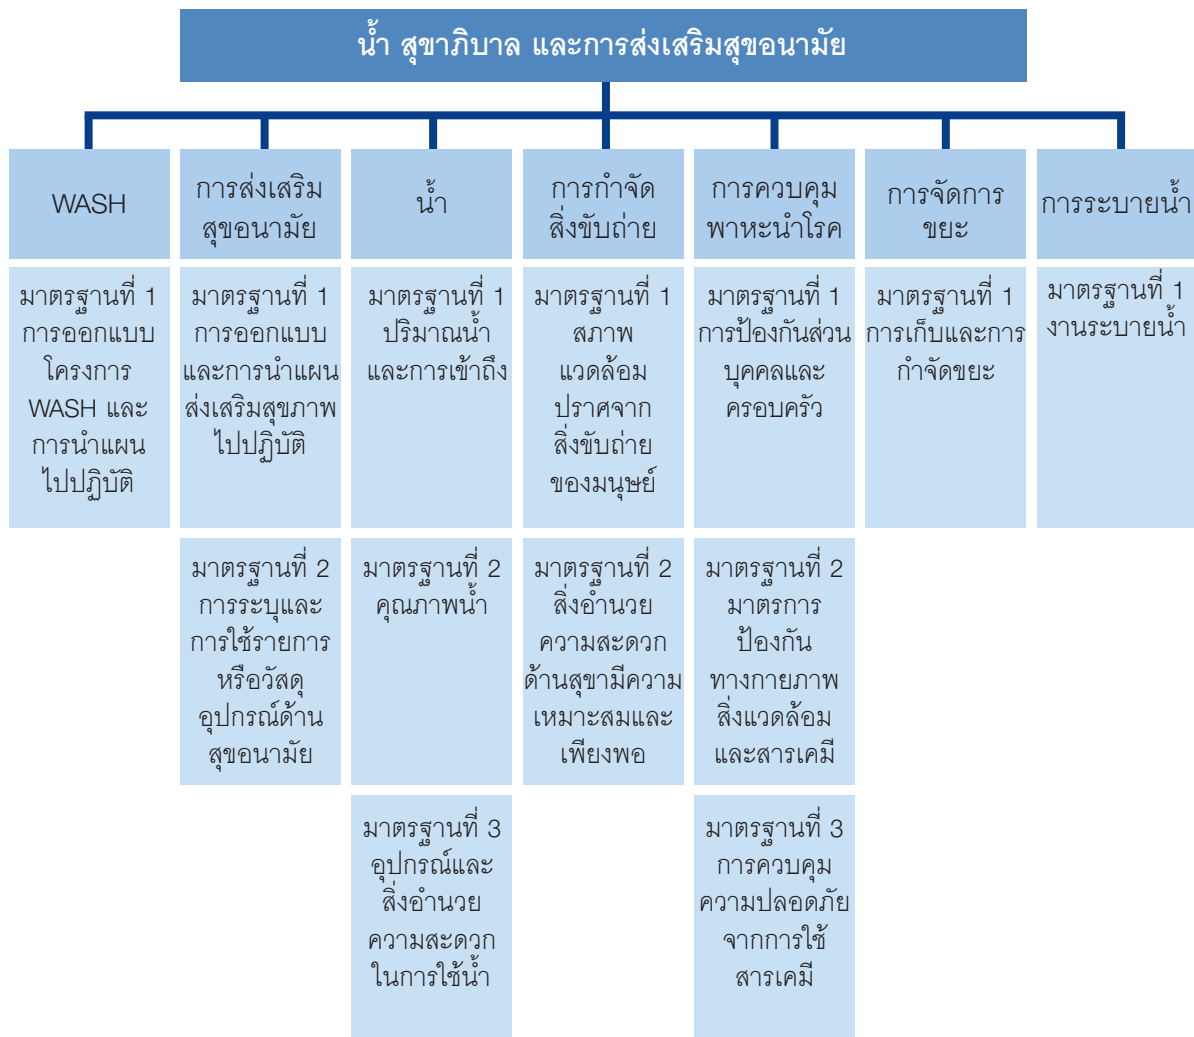 น้ำ สุขาภิบาล และการส่งเสริมสุขอนามัย
WASH
มาตรฐานที่ 1
การออกแบบ
โครงการ
WASH และ
การนำแผน
ไปปฏิบัติ
การส่งเสริม
สุขอนามัย
มาตรฐานที่ 1
การออกแบบ
และการนำแผน
ส่งเสริมสุขภาพ
ไปปฏิบัติ
มาตรฐานที่ 2
การระบุและ
การใช้รายการ
หรือวัสดุ
อุปกรณ์ด้าน
สุขอนามัย
น้ำ
มาตรฐานที่ 1
ปริมาณน้ำ
และการเข้าถึง
มาตรฐานที่ 2
คุณภาพน้ำ
มาตรฐานที่ 3
อุปกรณ์และ
สิ่งอำนวย
ความสะดวก
ในการใช้น้ำ
การกำจัด
สิ่งขับถ่าย
มาตรฐานที่ 1
สภาพ
แวดล้อม
ปราศจาก
สิ่งขับถ่าย
ของมนุษย์
มาตรฐานที่ 2
สิ่งอำนวย
ความสะดวก
ด้านสุขามีความ
เหมาะสมและ
เพียงพอ
การควบคุม
พาหะนำโรค
มาตรฐานที่ 1
การป้องกันส่วน
บุคคลและ
ครอบครัว
มาตรฐานที่ 2
มาตรการ
ป้องกัน
ทางกายภาพ
สิ่งแวดล้อม
และสารเคมี
มาตรฐานที่ 3
การควบคุม
ความปลอดภัย
จากการใช้
สารเคมี
การจัดการ
ขยะ
มาตรฐานที่ 1
การเก็บและการ
กำจัดขยะ
การระบายน้ำ
มาตรฐานที่ 1
งานระบายน้ำ